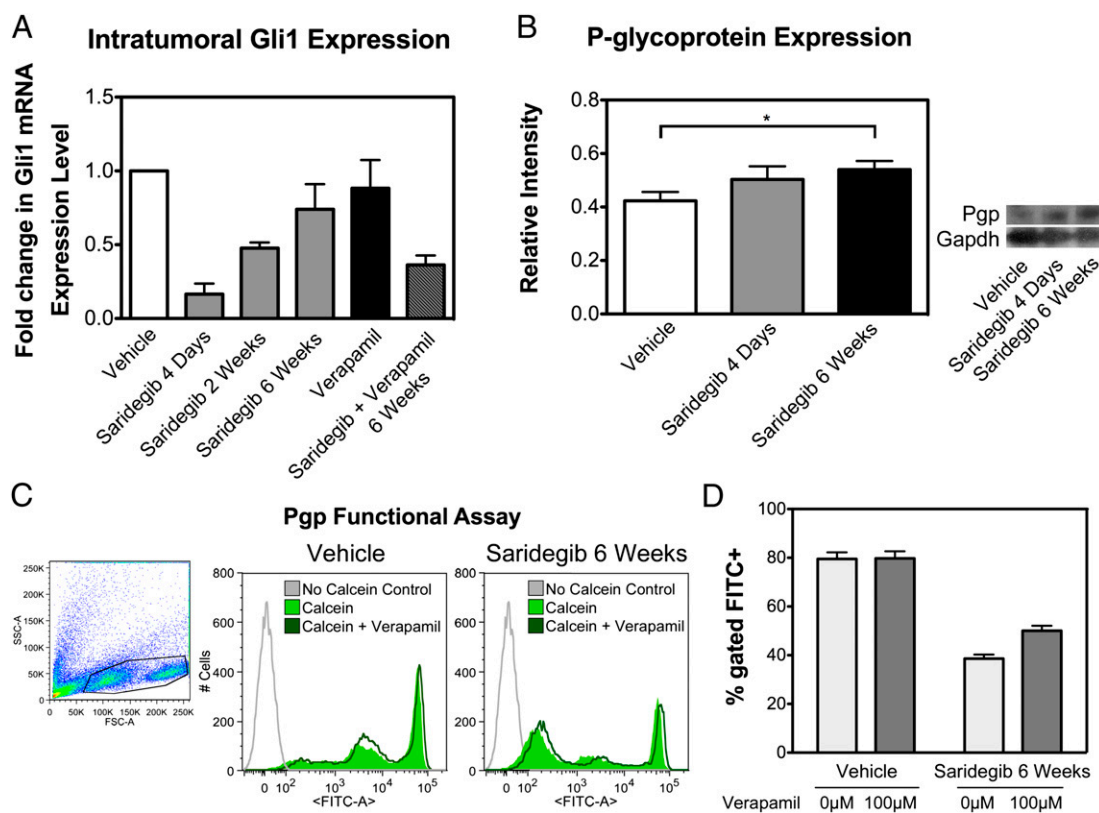 A
Intratumoral Gli1 Expression
Fold change in Gli1 mRNA
Expression Level
1.5
1.0
0.5
0.0
Vehicle
Saridegib 4 Days
Saridegib 2 Weeks
Saridegib 6 Weeks
Verapamil
Saridegib + Verapamil
6 Weeks
B
P-glycoprotein Expression
Relative Intensity
0.8
0.6
0.4
0.2
0.0
*
Vehicle
Saridegib 4 Days
Saridegib 6 Weeks
Pgp
Gapdh
Vehicle
Saridegib 4 Days
Saridegib 6 Weeks
C
Pgp Functional Assay
SSC-A
250K
200K
150K
100K
50K
0
0 50K 100K 150K 200K 250K
FSC-A
Vehicle
# Cells
800
600
400
200
0
No Calcein Control
Calcein
Calcein + Verapamil
0 10² 10³ 10⁴ 10⁵
<FITC-A>
Saridegib 6 Weeks
800
600
400
200
0
No Calcein Control
Calcein
Calcein + Verapamil
0 10² 10³ 10⁴ 10⁵
<FITC-A>
D
% gated FITC+
100
80
60
40
20
0
Vehicle Saridegib 6 Weeks
Verapamil 0µM 100µM 0µM 100µM